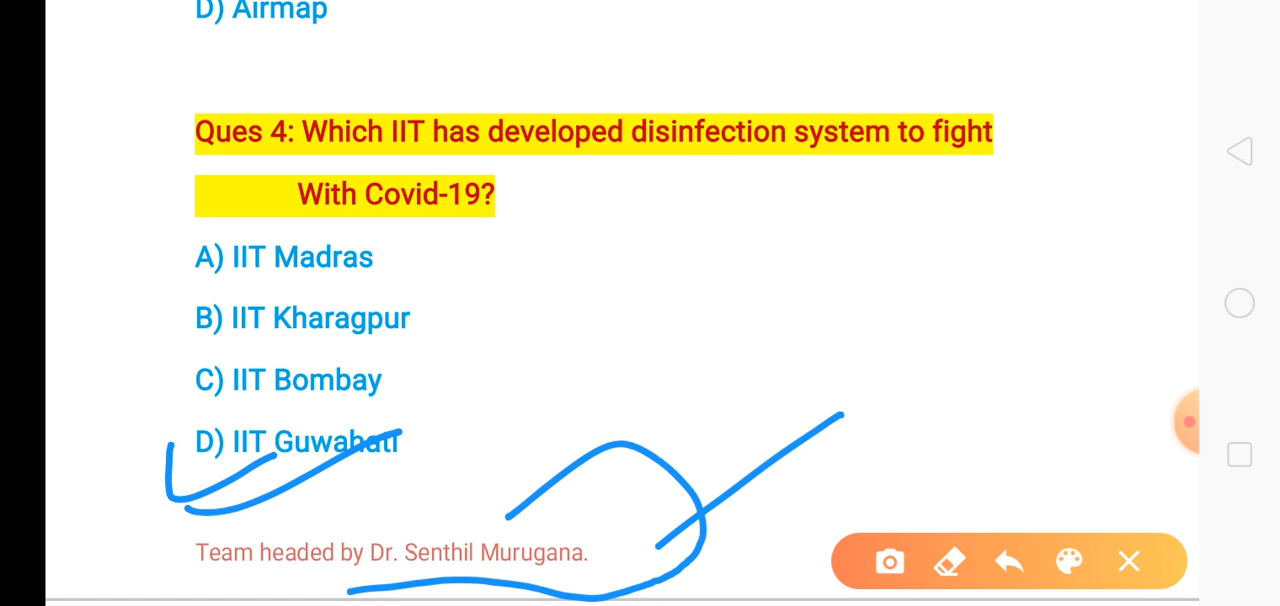 D) Airmap
Ques 4: Which IIT has developed disinfection system to fight
With Covid-19?
A) IIT Madras
B) IIT Kharagpur
C) IIT Bombay
D) IIT Guwahati
Team headed by Dr. Senthil Murugana.